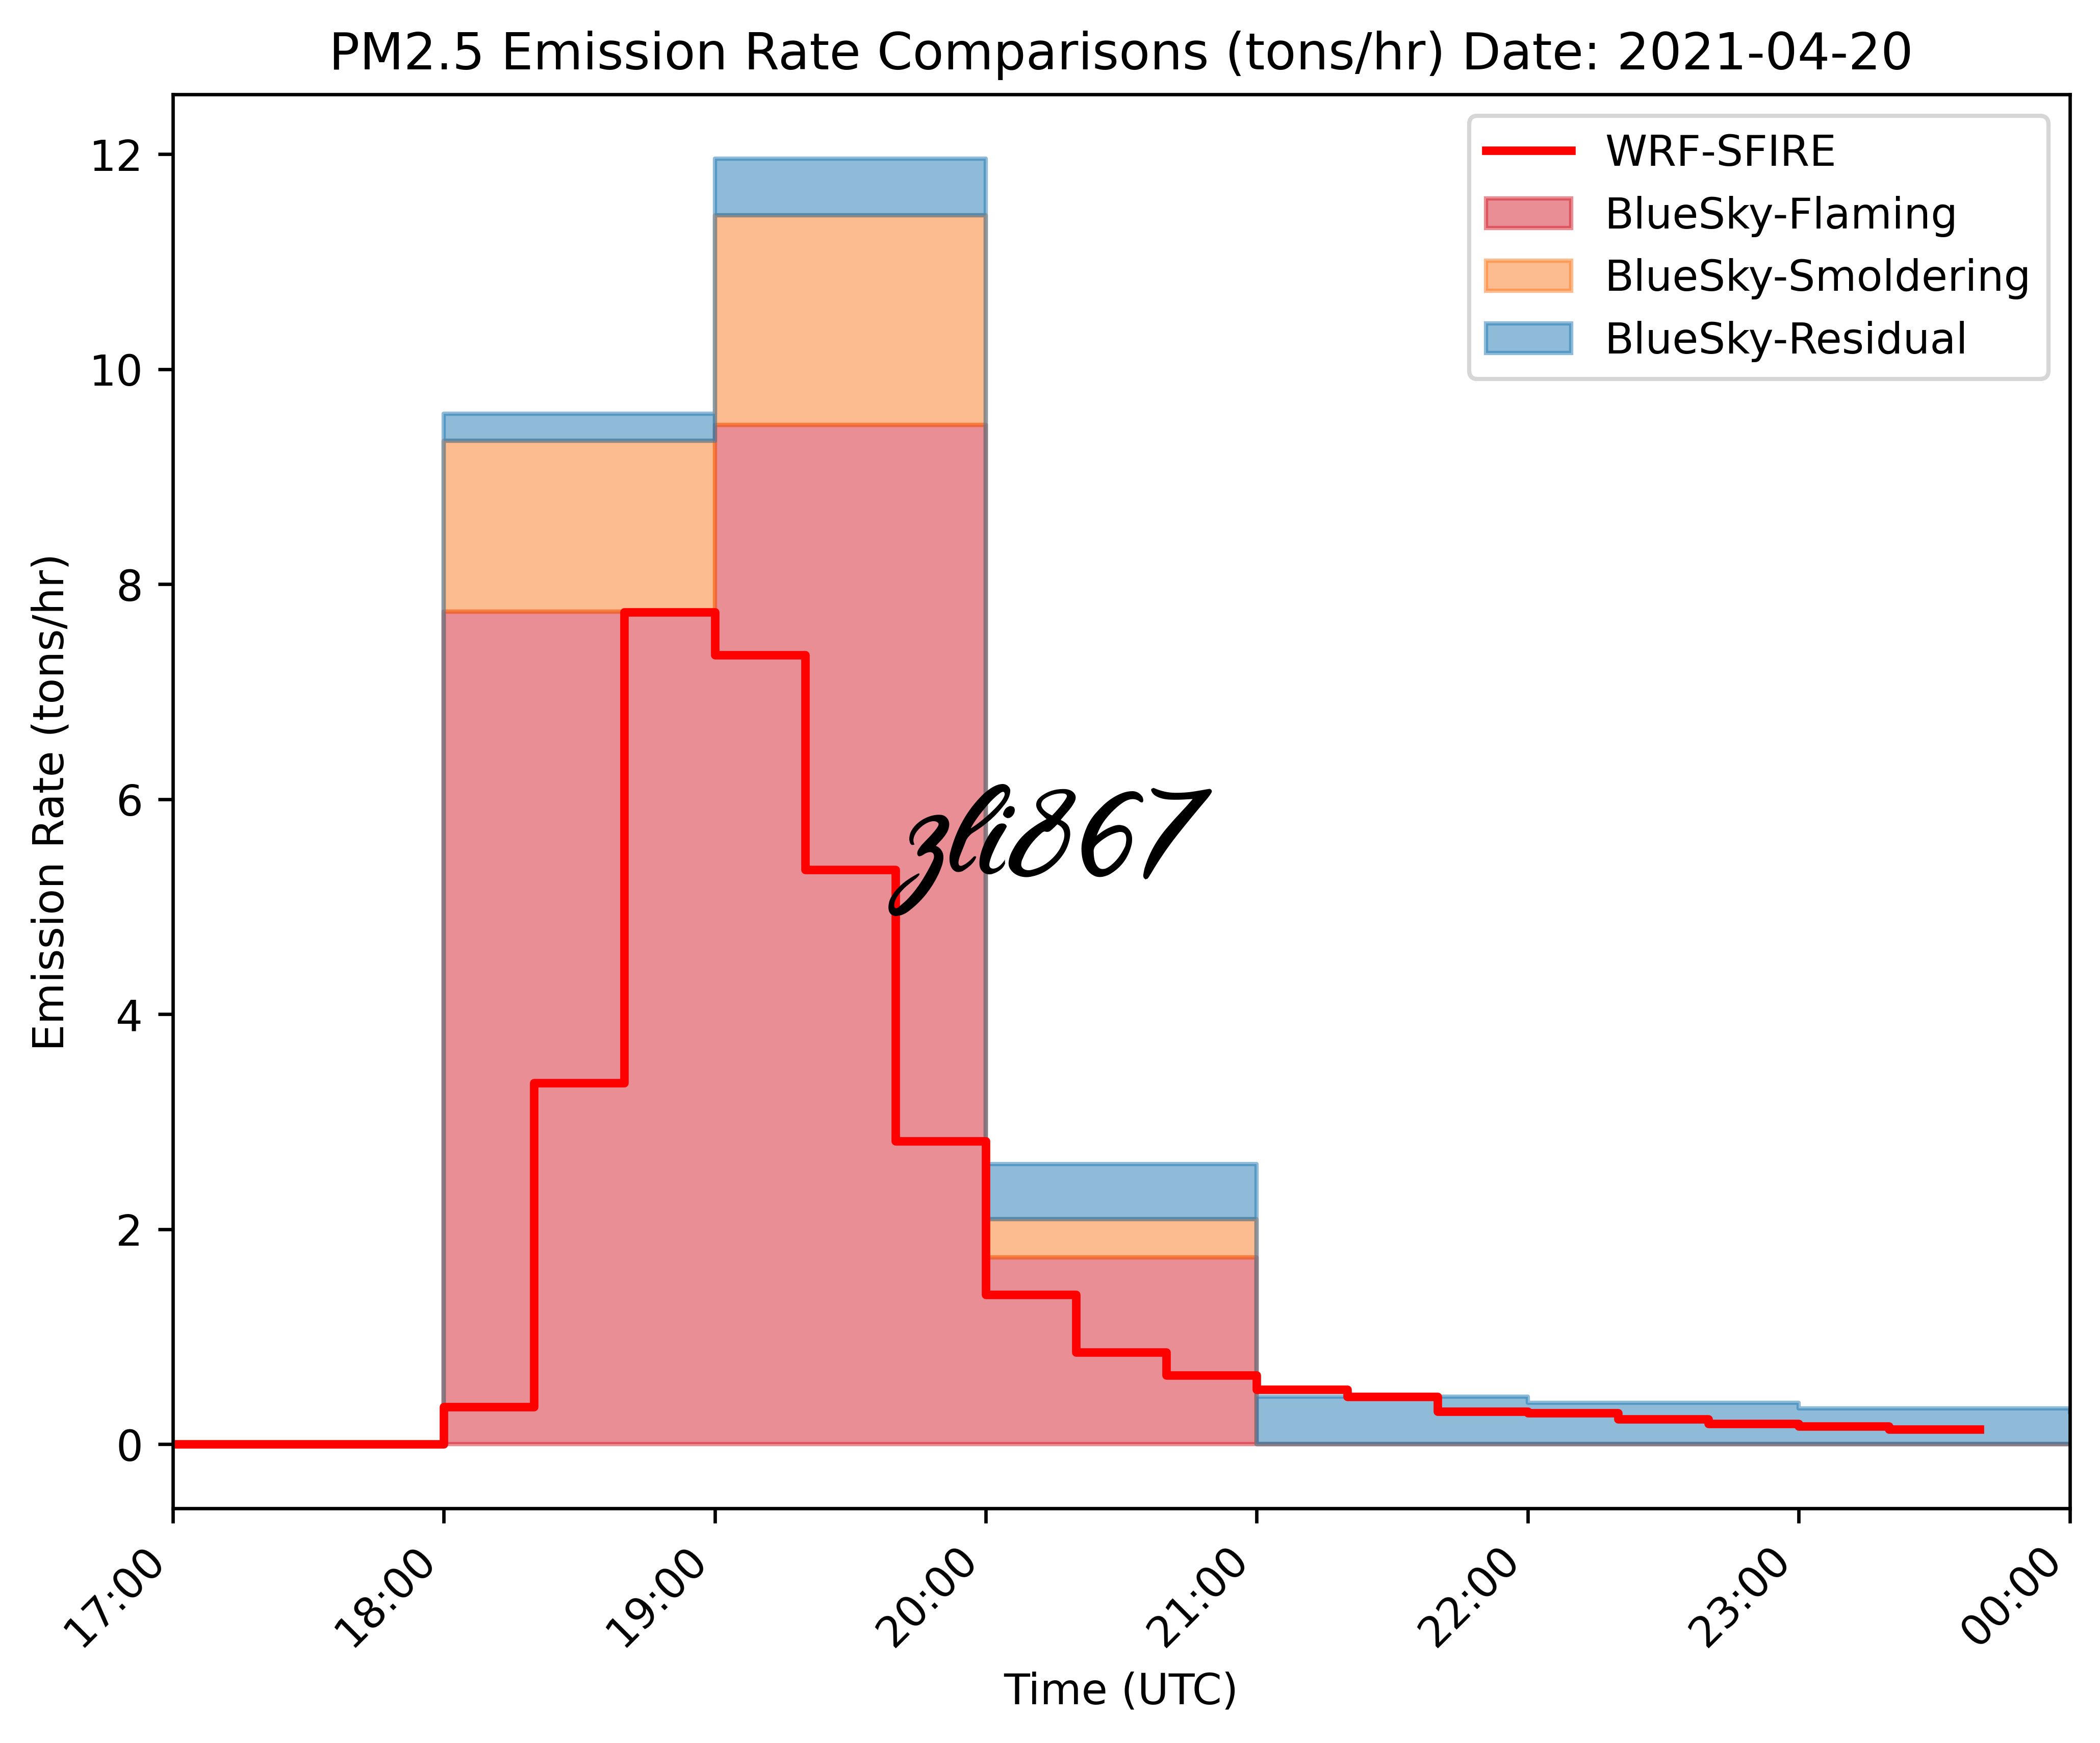 PM2.5 Emission Rate Comparisons (tons/hr) Date: 2021-04-20
WRF-SFIRE
BlueSky-Flaming
BlueSky-Smoldering
BlueSky-Residual
Emission Rate (tons/hr)
12
10
8
6
4
2
0
zli867
17:00
18:00
19:00
20:00
21:00
22:00
23:00
00:00
Time (UTC)